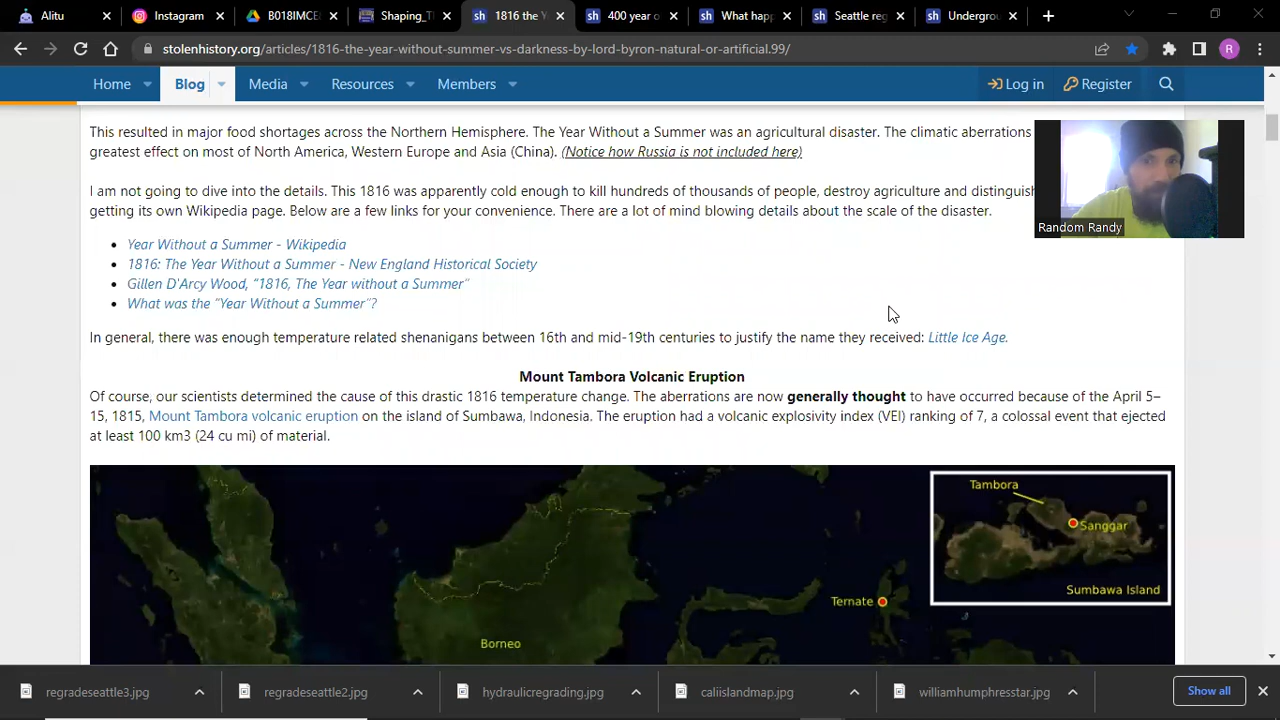 Alitu
Instagram
B018IMCE
Shaping_T
1816 the Y
400 year o
What happ
Seattle reg
Undergrou
stolenhistory.org/articles/1816-the-year-without-summer-vs-darkness-by-lord-byron-natural-or-artificial.99/
R
Home Blog Media Resources Members Log in Register
This resulted in major food shortages across the Northern Hemisphere. The Year Without a Summer was an agricultural disaster. The climatic aberrations
greatest effect on most of North America, Western Europe and Asia (China). (Notice how Russia is not included here)
I am not going to dive into the details. This 1816 was apparently cold enough to kill hundreds of thousands of people, destroy agriculture and distinguish
getting its own Wikipedia page. Below are a few links for your convenience. There are a lot of mind blowing details about the scale of the disaster.
Random Randy
• Year Without a Summer - Wikipedia
• 1816: The Year Without a Summer - New England Historical Society
• Gillen D'Arcy Wood, "1816, The Year without a Summer"
• What was the "Year Without a Summer"?
In general, there was enough temperature related shenanigans between 16th and mid-19th centuries to justify the name they received: Little Ice Age.
Mount Tambora Volcanic Eruption
Of course, our scientists determined the cause of this drastic 1816 temperature change. The aberrations are now generally thought to have occurred because of the April 5–
15, 1815, Mount Tambora volcanic eruption on the island of Sumbawa, Indonesia. The eruption had a volcanic explosivity index (VEI) ranking of 7, a colossal event that ejected
at least 100 km3 (24 cu mi) of material.
Tambora
Sanggar
Sumbawa Island
Ternate
Borneo
regradeseattle3.jpg
regradeseattle2.jpg
hydraulicregrading.jpg
caliislandmap.jpg
williamhumphresstar.jpg
Show all